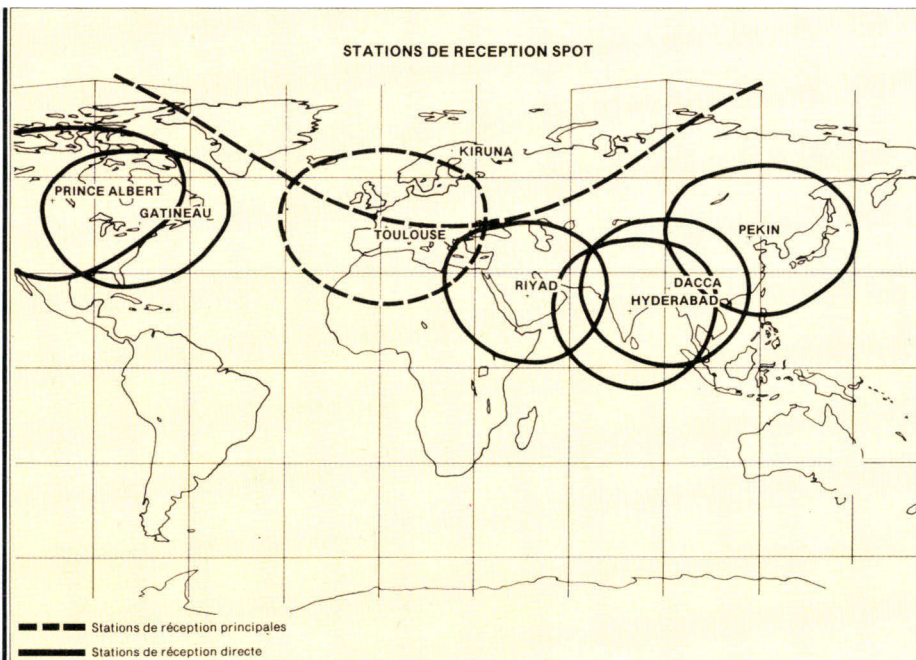 STATIONS DE RECEPTION SPOT
KIRUNA
PRINCE ALBERT
GATINEAU
TOULOUSE
PEKIN
RIYAD
DACCA
HYDERABAD
Stations de réception principales
Stations de réception directe